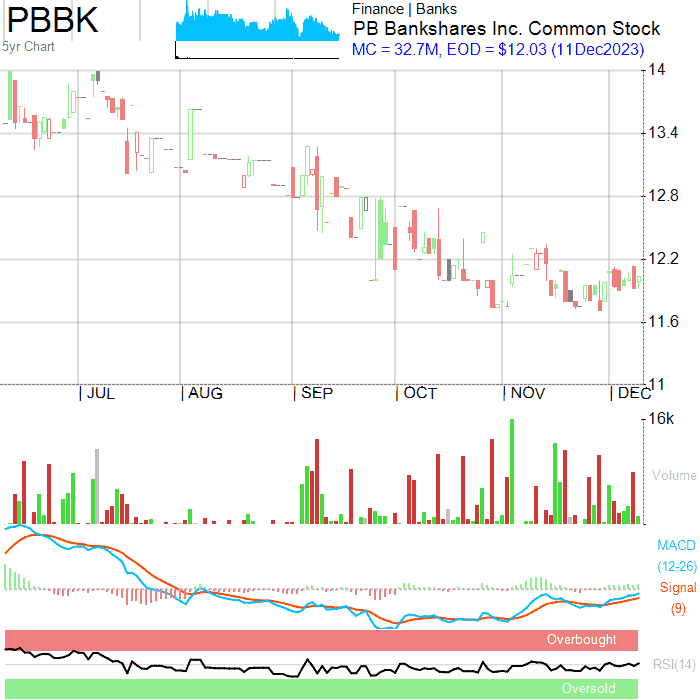 PBBK
5yr Chart
Finance | Banks
PB Bankshares Inc. Common Stock
MC = 32.7M, EOD = $12.03 (11Dec2023)
14
13.4
12.8
12.2
11.6
11
| JUL | AUG | SEP | OCT | NOV | DEC
16k
Volume
MACD
(12-26)
Signal
(9)
Overbought
RSI(14)
Oversold